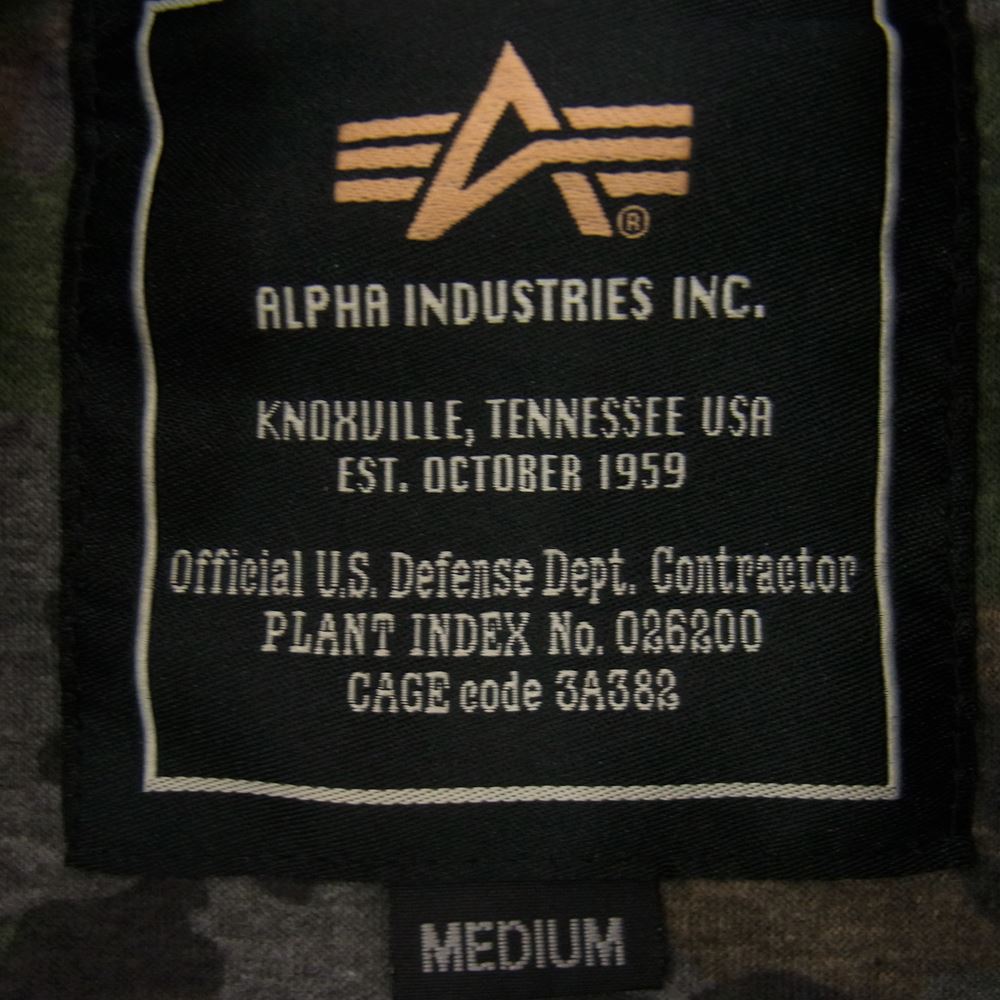 ®
ALPHA INDUSTRIES INC.
KNOXVILLE, TENNESSEE USA
EST. OCTOBER 1959
Official U.S. Defense Dept. Contractor
PLANT INDEX No. 026200
CAGE code 3A382
MEDIUM